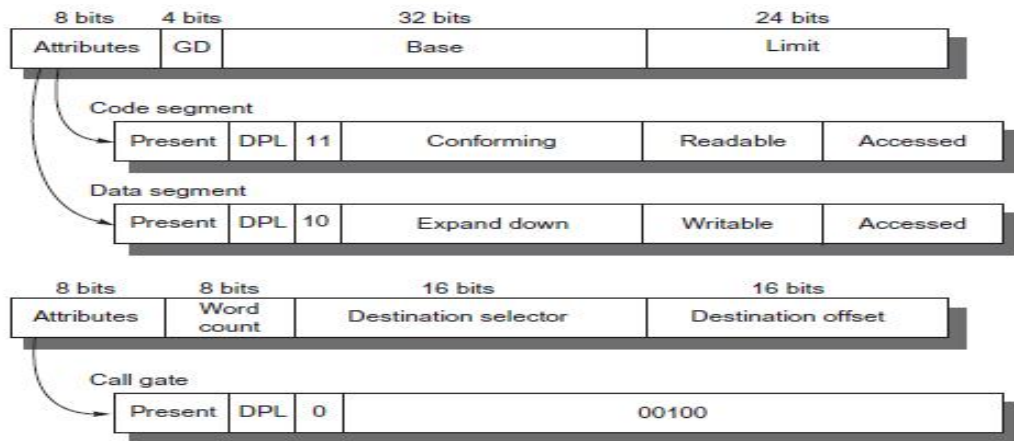 8 bits 4 bits 32 bits 24 bits
Attributes GD Base Limit
Code segment
Present DPL 11 Conforming Readable Accessed
Data segment
Present DPL 10 Expand down Writable Accessed
8 bits 8 bits 16 bits 16 bits
Attributes Word count Destination selector Destination offset
Call gate
Present DPL 0 00100